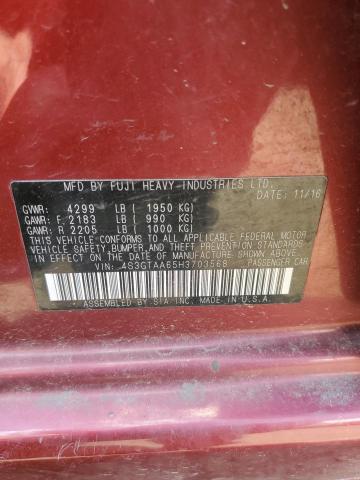 MFD. BY FUJI HEAVY INDUSTRIES LTD.
DATE: 11/16
GVWR: 4299 LB ( 1950 KG)
GAWR: F. 2183 LB ( 990 KG)
GAWR: R 2205 LB ( 1000 KG)
THIS VEHICLE CONFORMS TO ALL APPLICABLE FEDERAL MOTOR
VEHICLE SAFETY, BUMPER, AND THEFT PREVENTION
STANDARDS IN EFFECT ON THE DATE OF MANUFACTURE SHOWN ABOVE.
VIN: 4S3GTAA65H3703568 PASSENGER CAR
ASSEMBLED BY SIA INC. MADE IN U.S.A.